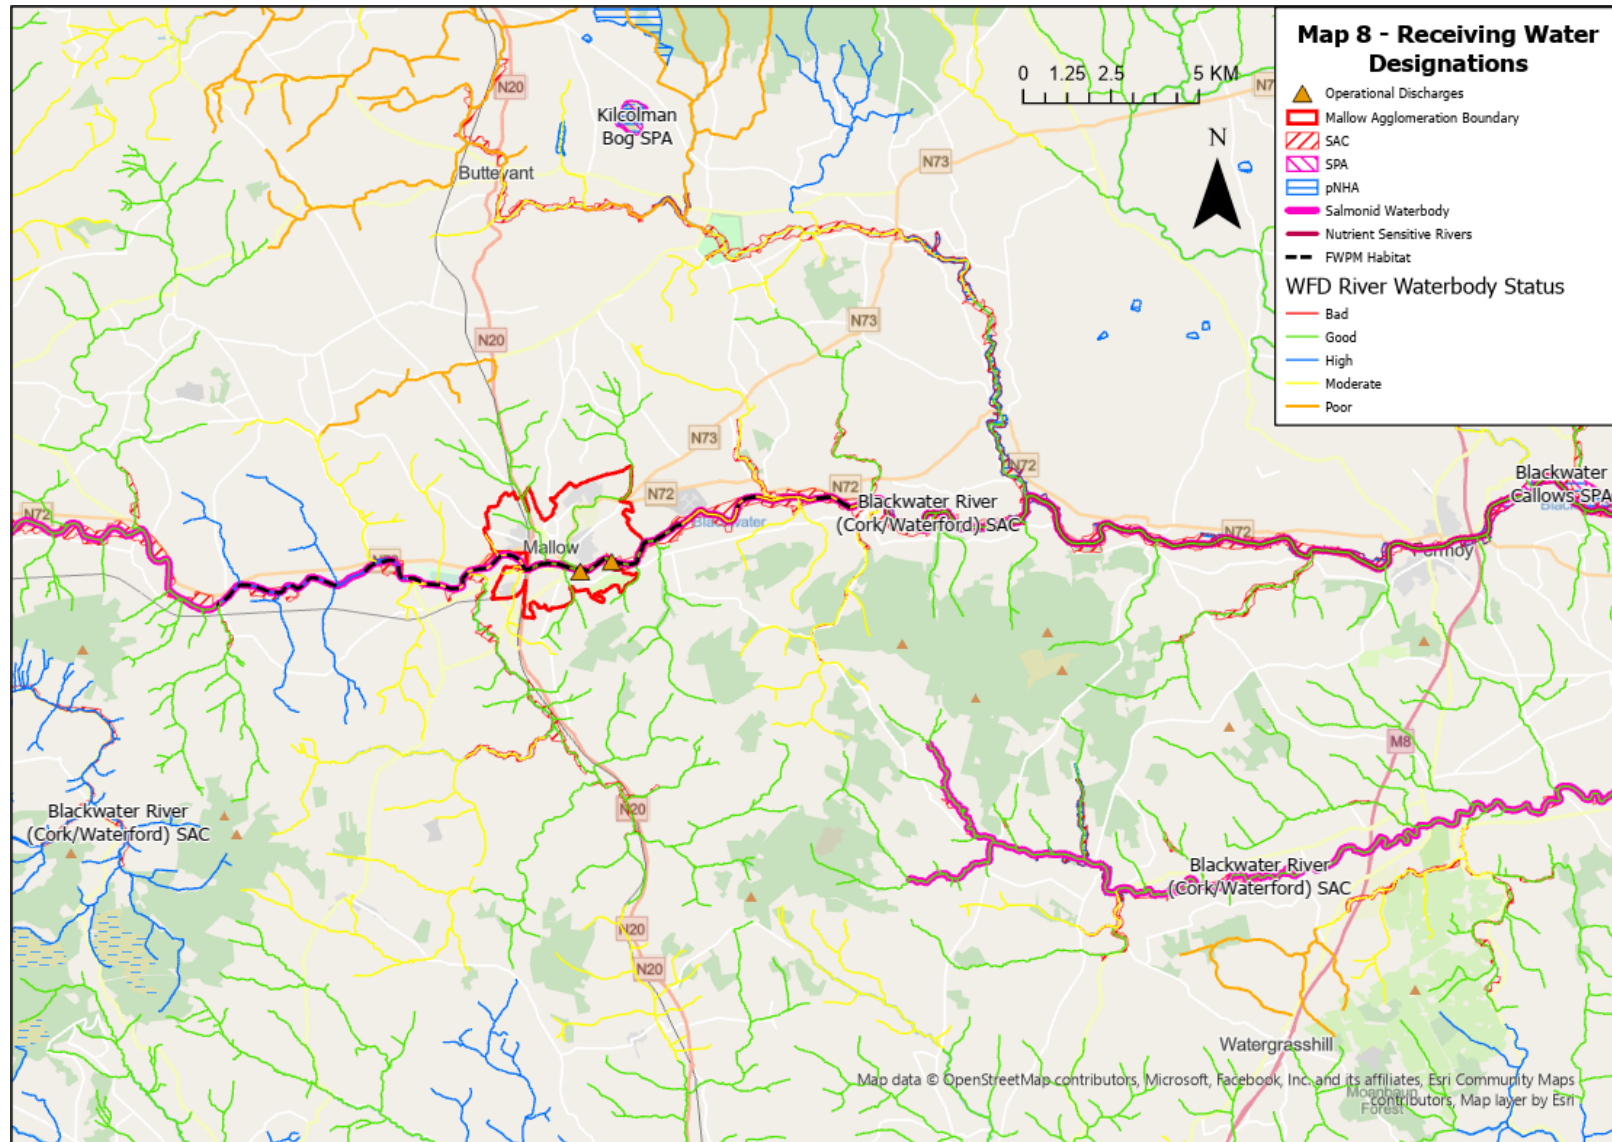 Map 8 - Receiving Water
Designations
Operational Discharges
Mallow Agglomeration Boundary
SAC
SPA
pNHA
Salmonid Waterbody
Nutrient Sensitive Rivers
FWPM Habitat
WFD River Waterbody Status
Bad
Good
High
Moderate
Poor
0 1.25 2.5 5 KM
N
N20
Kilcolman
Bog SPA
N73
Buttevant
N73
N20
N73
N72
N72
N72
N72
Blackwater
Callows SPA
N72
Blackwater River
(Cork/Waterford) SAC
Blackwater
N72
Mallow
Fermoy
M8
N20
Blackwater River
(Cork/Waterford) SAC
Blackwater River
(Cork/Waterford) SAC
N20
N20
Watergrasshill
Map data © OpenStreetMap contributors, Microsoft, Facebook, Inc. and its affiliates, Esri Community Maps
contributors, Map layer by Esri
Forest